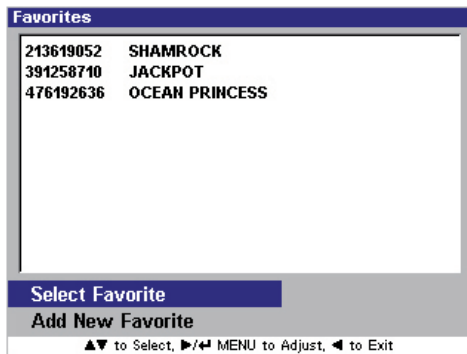 Favorites
213619052 SHAMROCK
391258710 JACKPOT
476192636 OCEAN PRINCESS
Select Favorite
Add New Favorite
▲▼ to Select, ▶/↵ MENU to Adjust, ◀ to Exit